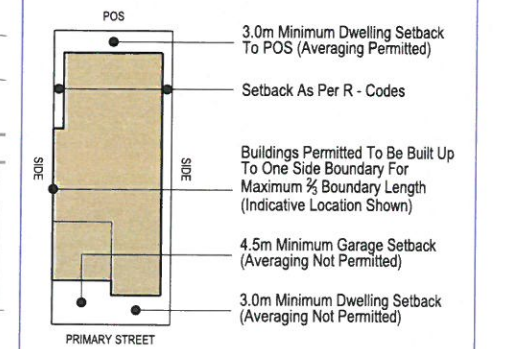 POS
3.0m Minimum Dwelling Setback
To POS (Averaging Permitted)
Setback As Per R - Codes
SIDE
SIDE
Buildings Permitted To Be Built Up
To One Side Boundary For
Maximum ⅔ Boundary Length
(Indicative Location Shown)
4.5m Minimum Garage Setback
(Averaging Not Permitted)
3.0m Minimum Dwelling Setback
(Averaging Not Permitted)
PRIMARY STREET